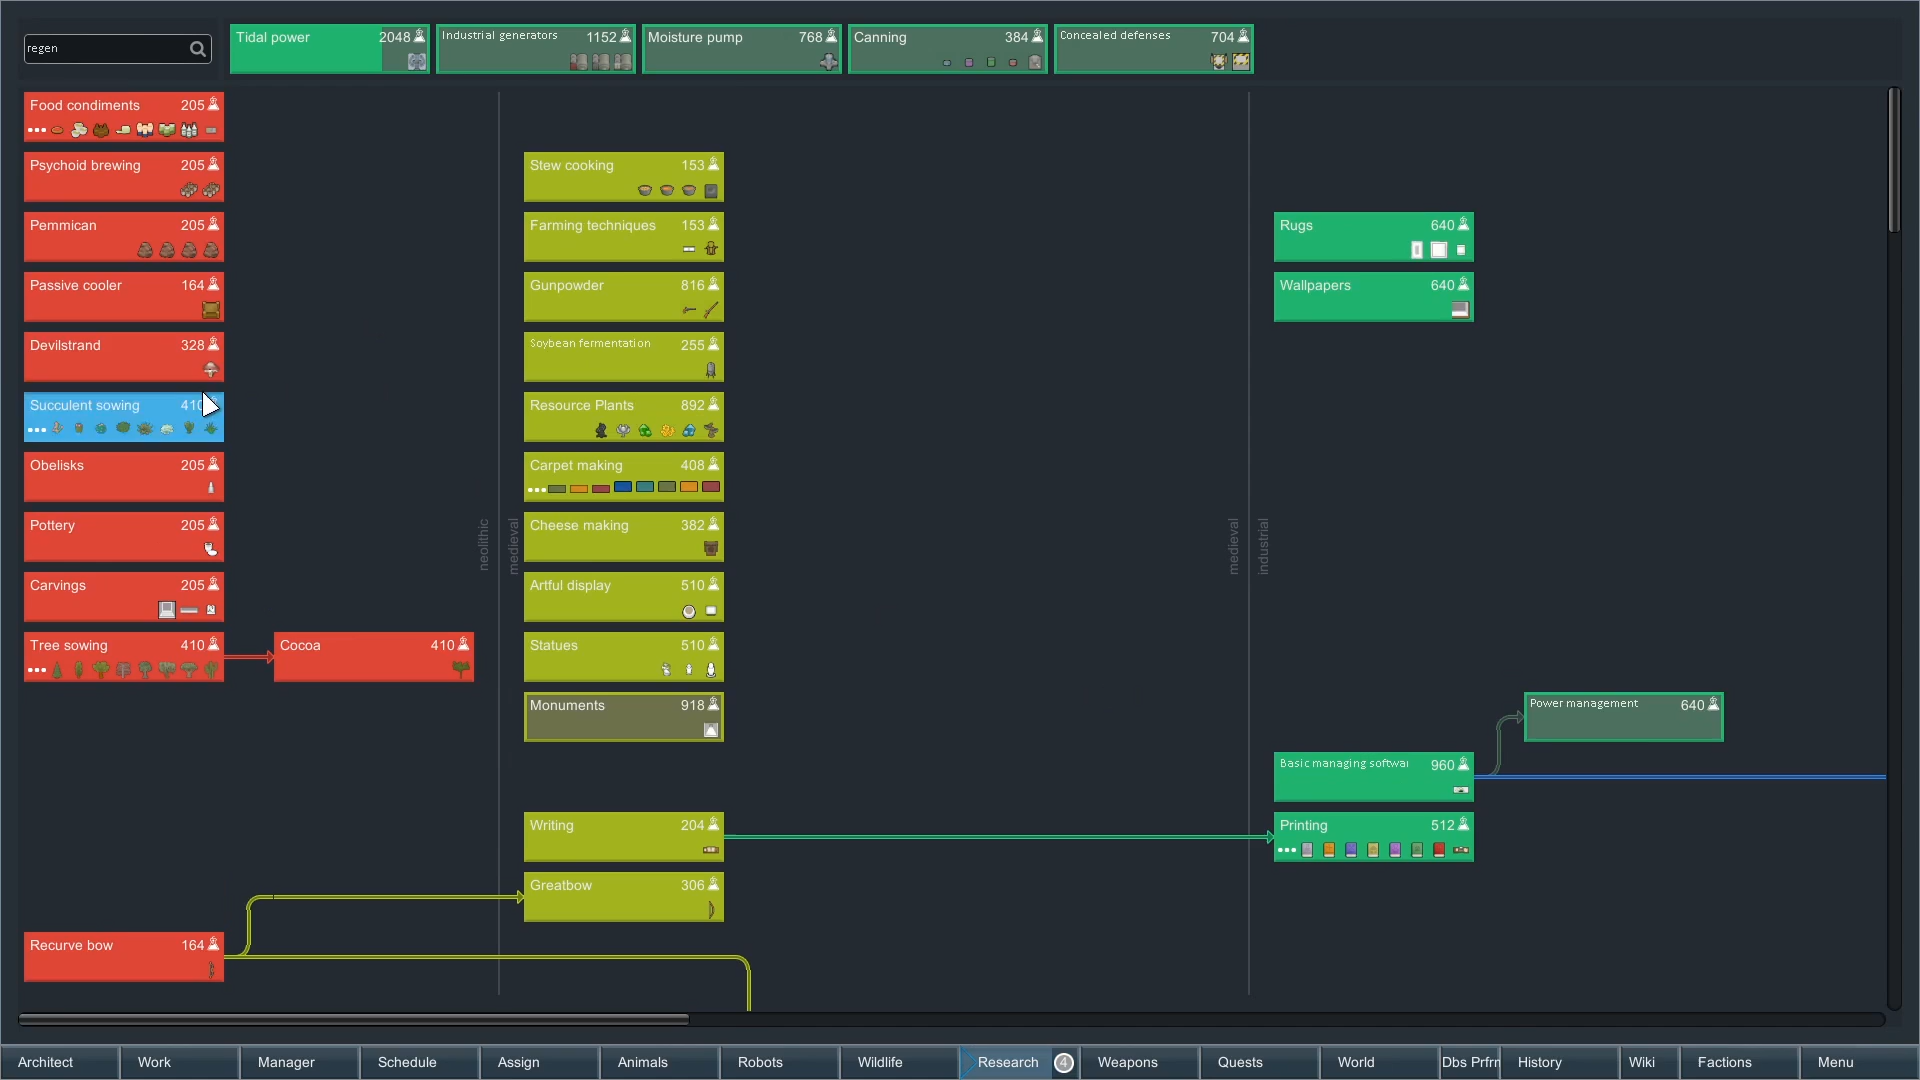 regen
Tidal power 2048
Industrial generators 1152
Moisture pump 768
Canning 384
Concealed defenses 704
Food condiments 205
Psychoid brewing 205
Stew cooking 153
Pemmican 205
Farming techniques 153
Rugs 640
Passive cooler 164
Gunpowder 816
Wallpapers 640
Devilstrand 328
Soybean fermentation 255
Succulent sowing 410
Resource Plants 892
Obelisks 205
Carpet making 408
Pottery 205
Cheese making 382
neolithic
medieval
medieval
industrial
Carvings 205
Artful display 510
Tree sowing 410
Cocoa 410
Statues 510
Monuments 918
Power management 640
Basic managing softwar 960
Writing 204
Printing 512
Greatbow 306
Recurve bow 164
Architect Work Manager Schedule Assign Animals Robots Wildlife Research 4 Weapons Quests World Dbs Prfrm History Wiki Factions Menu